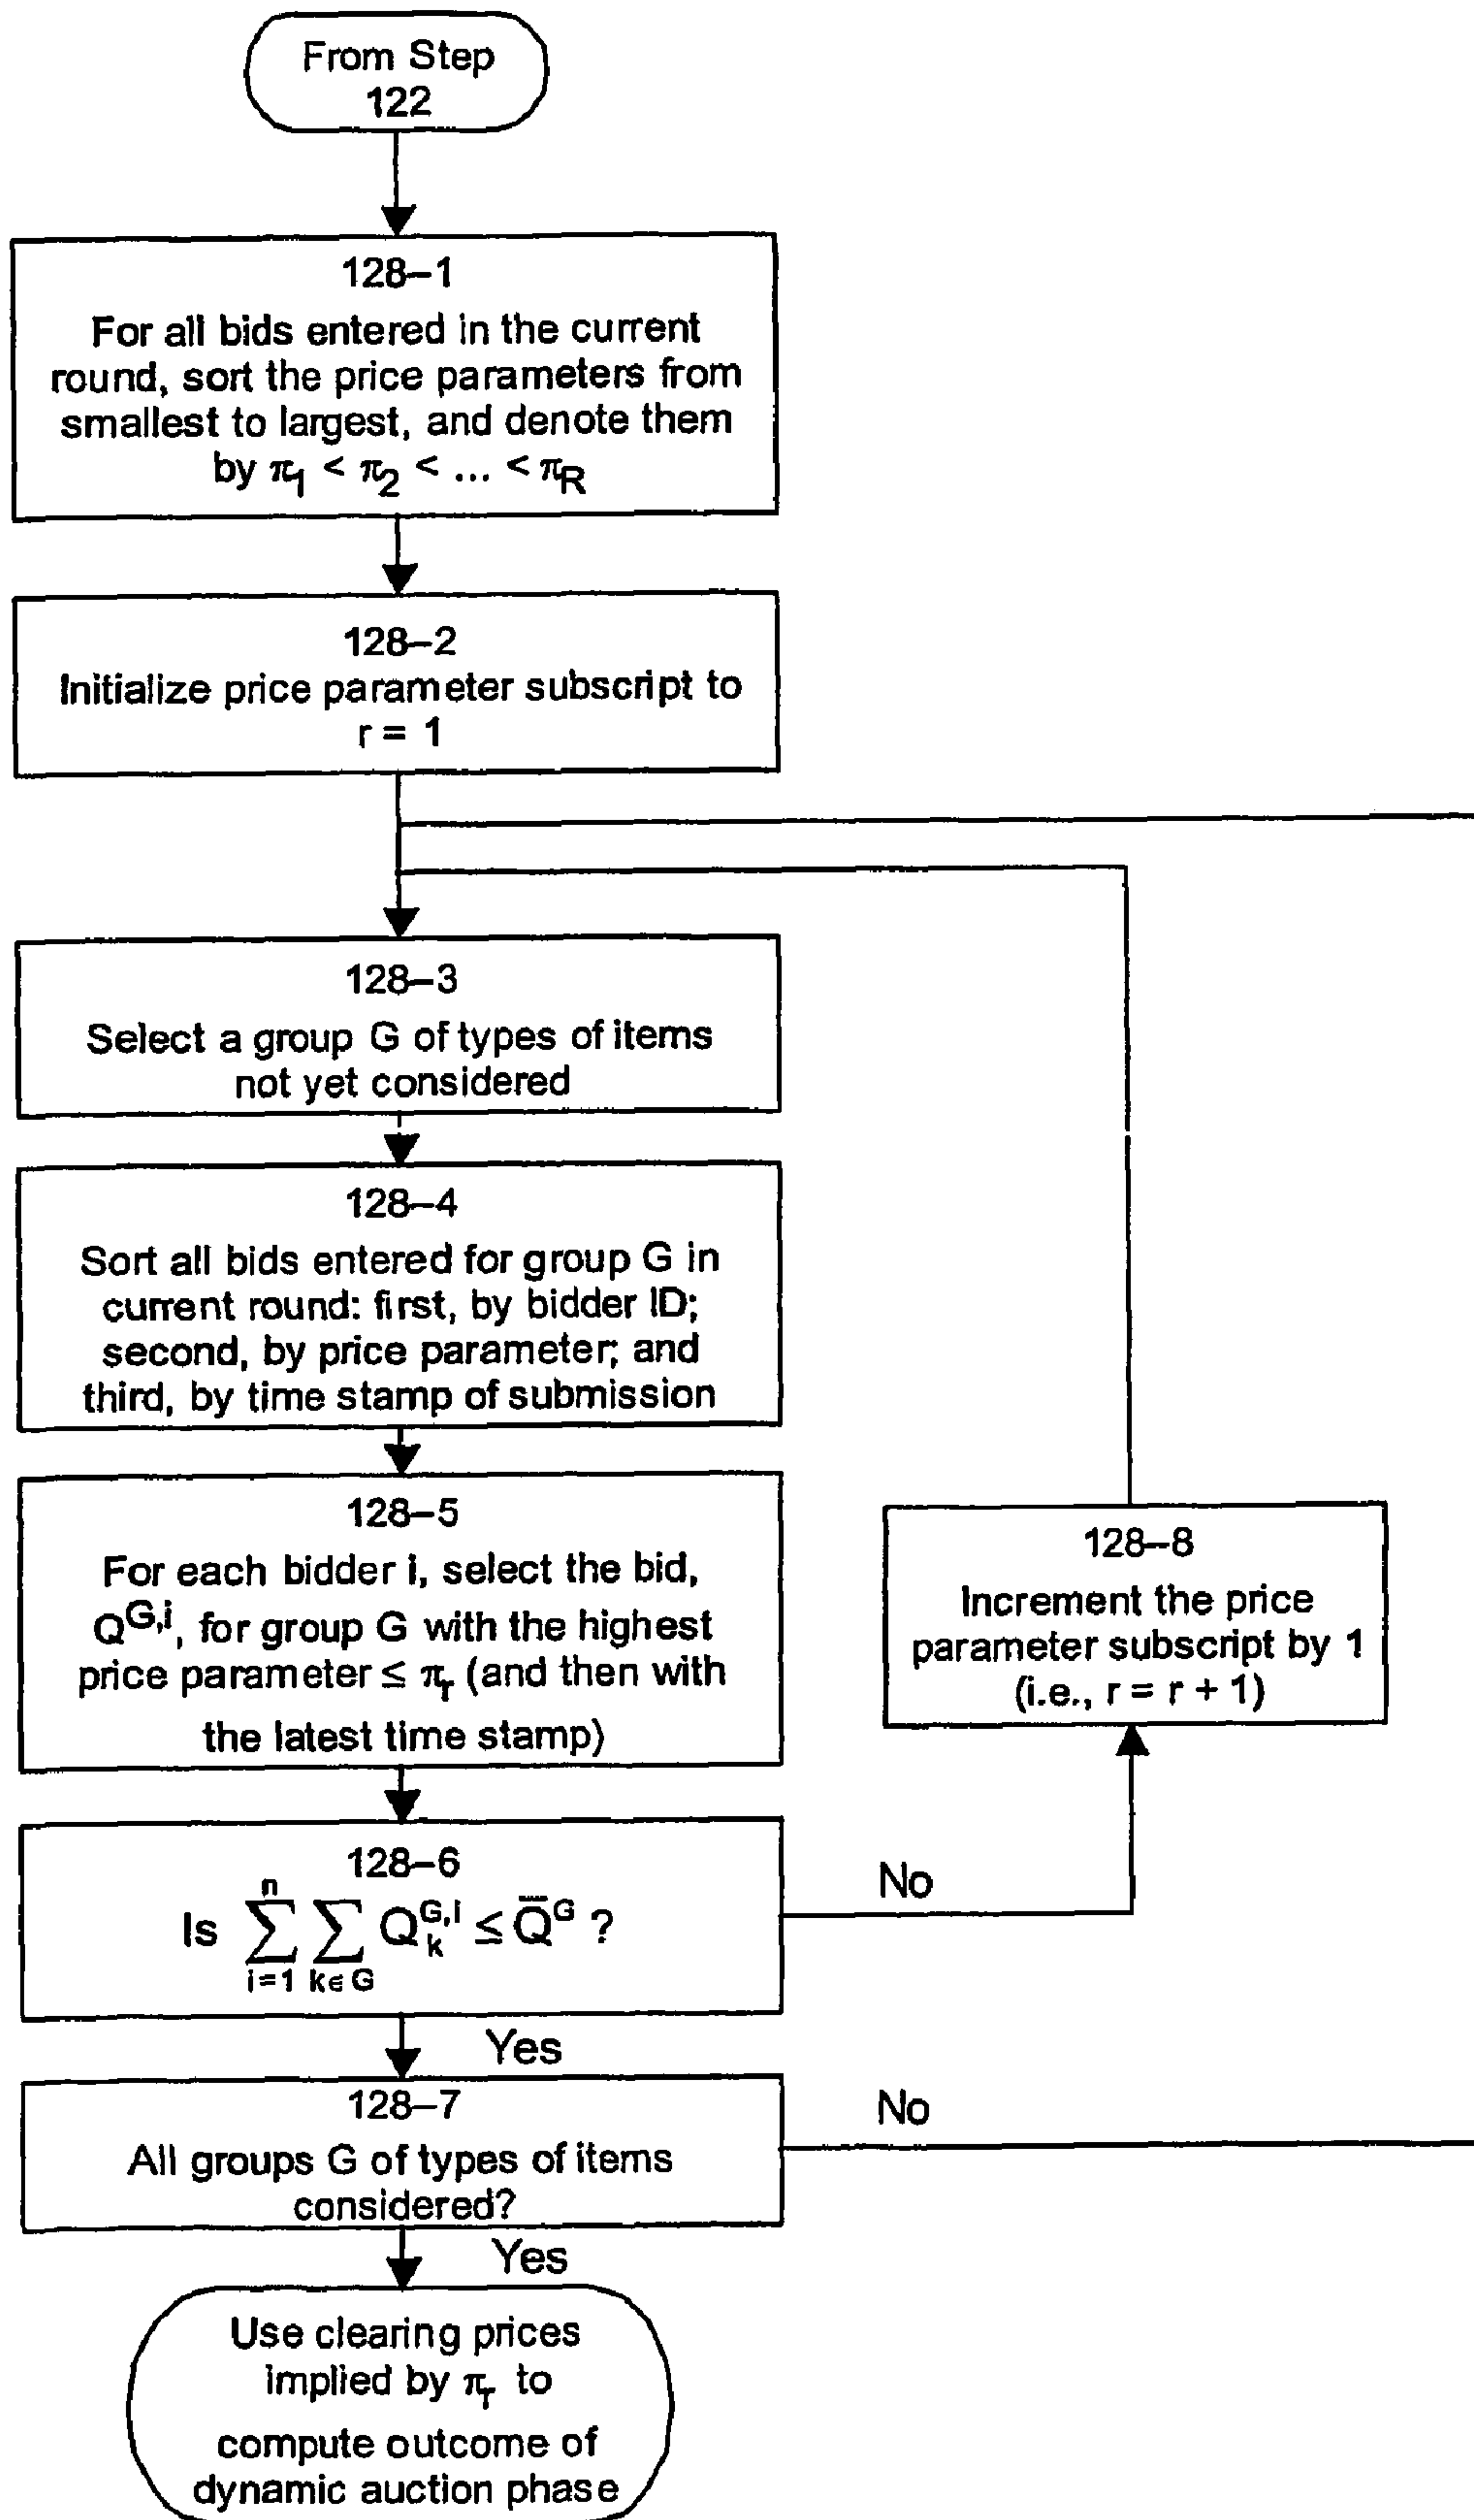 From Step
122
128–1
For all bids entered in the current
round, sort the price parameters from
smallest to largest, and denote them
by π₁ < π₂ < ... < π_R
128–2
Initialize price parameter subscript to
r = 1
128–3
Select a group G of types of items
not yet considered
128–4
Sort all bids entered for group G in
current round: first, by bidder ID;
second, by price parameter; and
third, by time stamp of submission
128–5
For each bidder i, select the bid,
Q^{G,i}, for group G with the highest
price parameter ≤ π_r (and then with
the latest time stamp)
128–8
Increment the price
parameter subscript by 1
(i.e., r = r + 1)
128–6
Is \sum_{i=1}^{n} \sum_{k∈G} Q_k^{G,i} ≤ \bar{Q}^G ?
No
Yes
128–7
All groups G of types of items
considered?
No
Yes
Use clearing prices
implied by π_r to
compute outcome of
dynamic auction phase